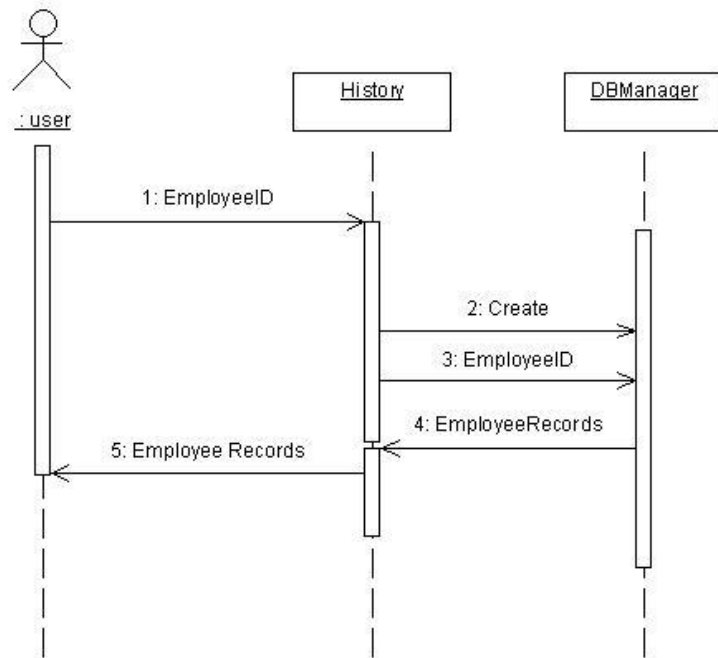 : user
History
DBManager
1: EmployeeID
2: Create
3: EmployeeID
4: EmployeeRecords
5: Employee Records